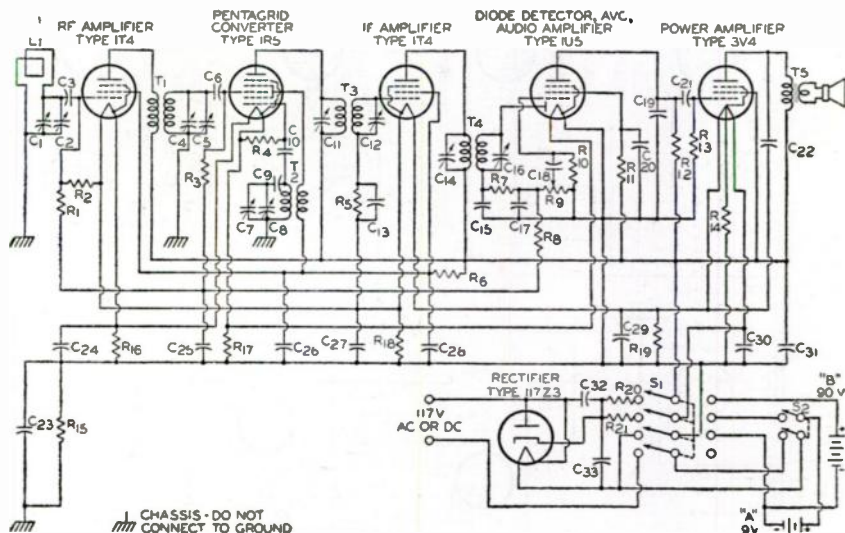 RF AMPLIFIER
TYPE 1T4
PENTAGRID
CONVERTER
TYPE 1R5
IF AMPLIFIER
TYPE 1T4
DIODE DETECTOR, AVC,
AUDIO AMPLIFIER
TYPE 1U5
POWER AMPLIFIER
TYPE 3V4
L1
C3
C1
C2
R2
R1
T1
C4
C5
C6
R3
R4
C10
C9
T2
C7
C8
C11
T3
C12
R5
C13
C14
T4
C16
R7
C15
C17
C18
R10
R9
R8
R6
R11
C20
C19
C21
R12
R13
R14
C22
T5
C24
R16
C25
R17
C26
C27
R18
C28
C29
R19
C30
C31
C23
R15
RECTIFIER
TYPE 117Z3
117V
AC OR DC
C32
R20
R21
C33
S1
S2
"B"
90 V
"A"
9V
CHASSIS - DO NOT
CONNECT TO GROUND